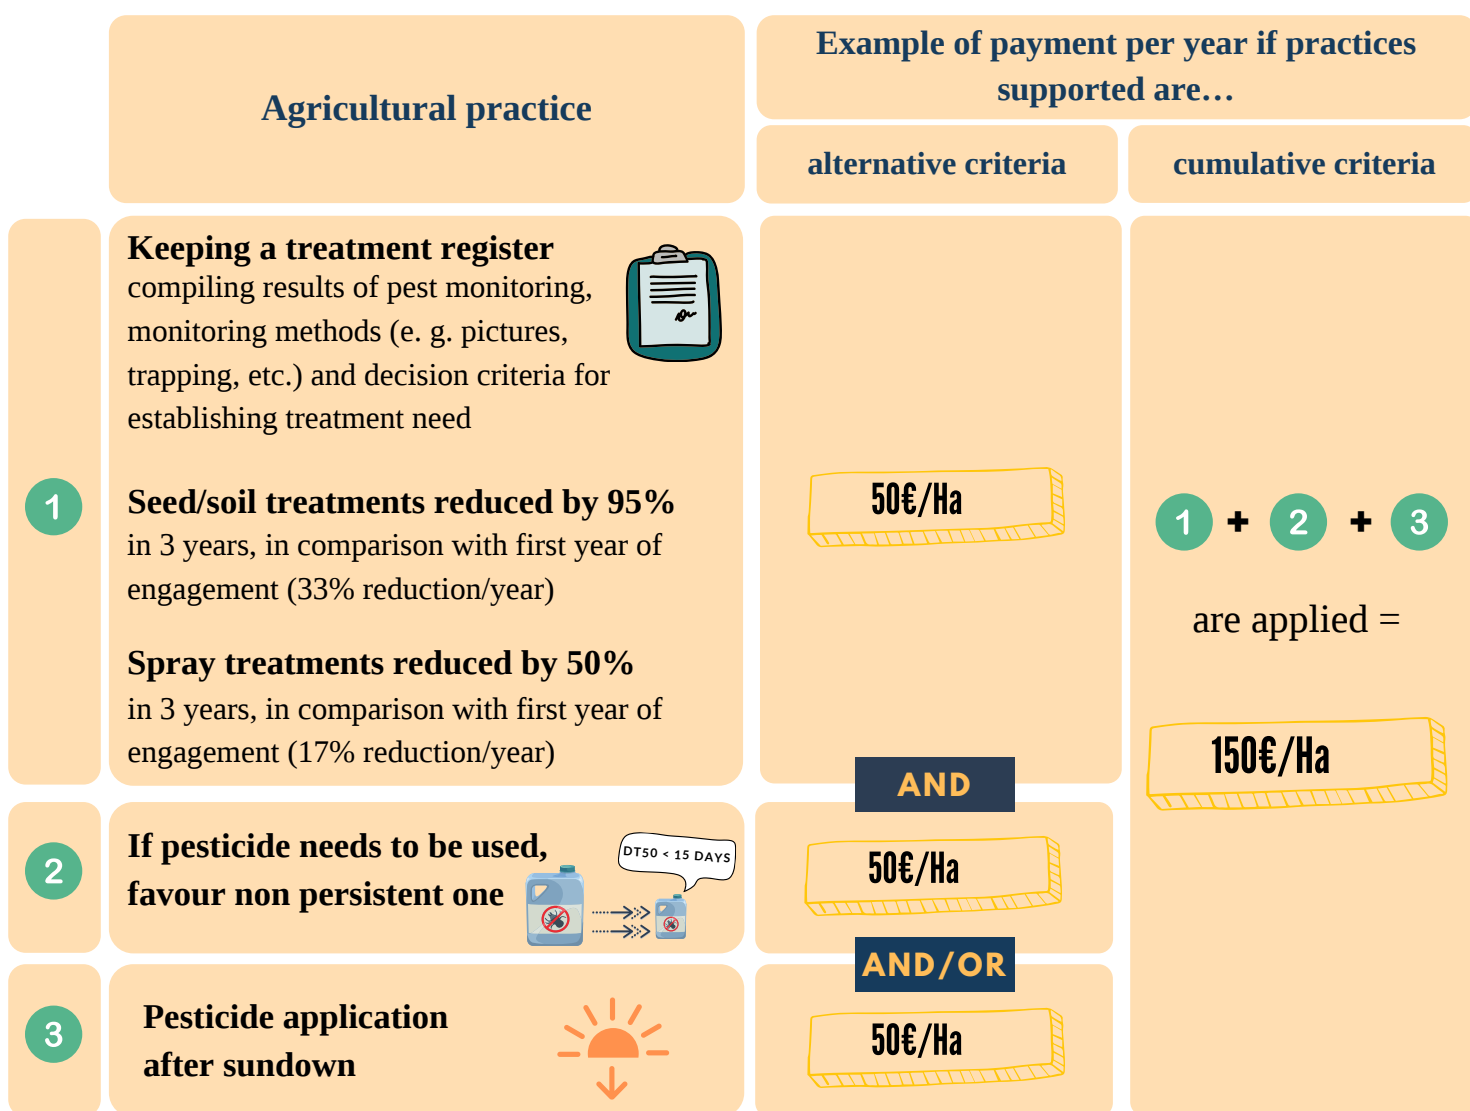 Agricultural practice
Example of payment per year if practices
supported are…
alternative criteria
cumulative criteria
1
Keeping a treatment register
compiling results of pest monitoring,
monitoring methods (e. g. pictures,
trapping, etc.) and decision criteria for
establishing treatment need
Seed/soil treatments reduced by 95%
in 3 years, in comparison with first year of
engagement (33% reduction/year)
Spray treatments reduced by 50%
in 3 years, in comparison with first year of
engagement (17% reduction/year)
50€/Ha
AND
2
If pesticide needs to be used,
favour non persistent one
DT50 < 15 DAYS
50€/Ha
AND/OR
3
Pesticide application
after sundown
50€/Ha
1 + 2 + 3
are applied =
150€/Ha